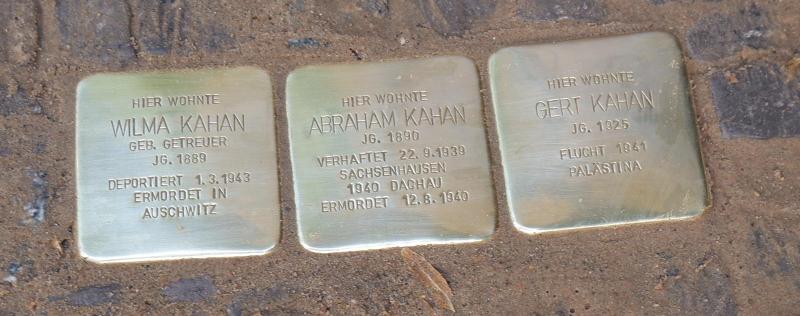 HIER WOHNTE
WILMA KAHAN
GEB. GETREUER
JG. 1889
DEPORTIERT 1.3.1943
ERMORDET IN
AUSCHWITZ
HIER WOHNTE
ABRAHAM KAHAN
JG. 1890
VERHAFTET 22.9.1939
SACHSENHAUSEN
1940 DACHAU
ERMORDET 12.8.1940
HIER WOHNTE
GERT KAHAN
JG. 1925
FLUCHT 1941
PALÄSTINA